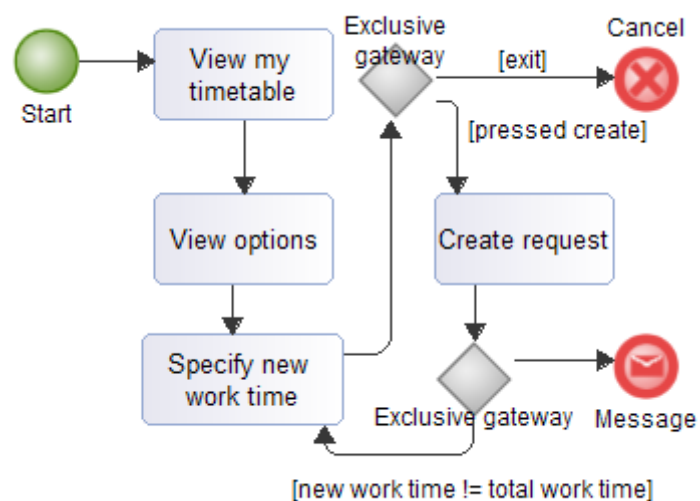 Start
View my
timetable
Exclusive
gateway
[exit]
Cancel
[pressed create]
View options
Create request
Specify new
work time
Exclusive gateway
Message
[new work time != total work time]